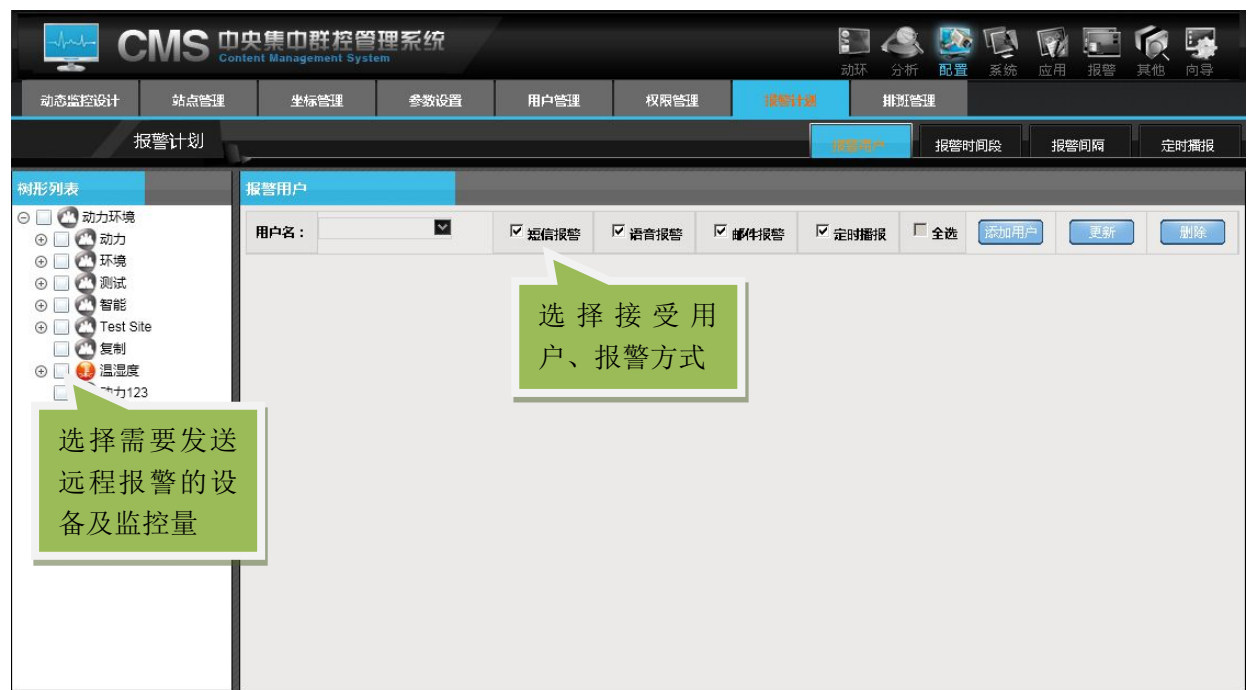 CMS 中央集中群控管理系统
Content Management System
动环 分析 配置 系统 应用 报警 其他 向导
动态监控设计 站点管理 坐标管理 参数设置 用户管理 权限管理 报警计划 排班管理
报警计划
报警用户 报警时间段 报警间隔 定时播报
树形列表
报警用户
动力环境
动力
环境
测试
智能
Test Site
复制
温湿度
动力123
用户名：
短信报警 语音报警 邮件报警 定时播报 全选 添加用户 更新 删除
选择接受用
户、报警方式
选择需要发送
远程报警的设
备及监控量